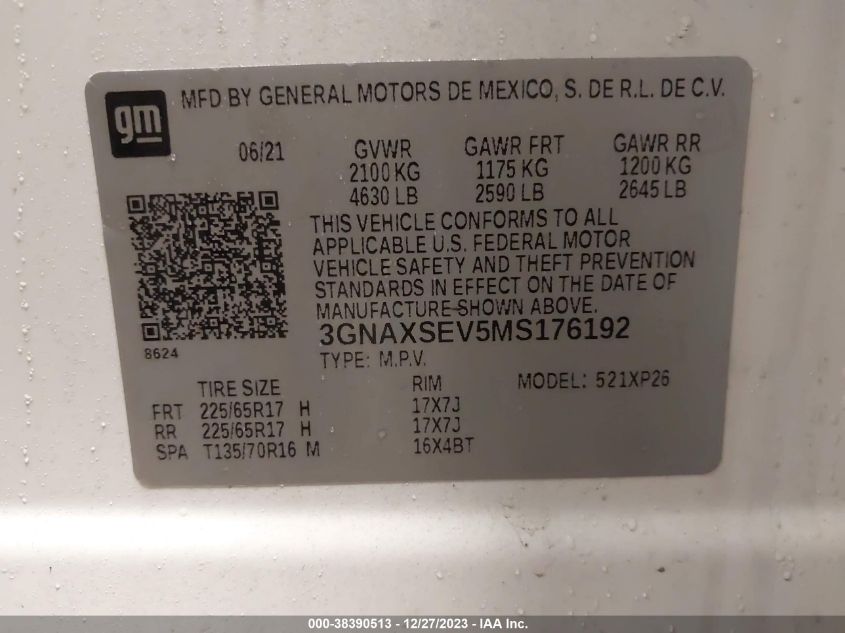 gm
MFD BY GENERAL MOTORS DE MEXICO, S. DE R.L. DE C.V.
06/21 GVWR GAWR FRT GAWR RR
2100 KG 1175 KG 1200 KG
4630 LB 2590 LB 2645 LB
THIS VEHICLE CONFORMS TO ALL
APPLICABLE U.S. FEDERAL MOTOR
VEHICLE SAFETY AND THEFT PREVENTION
STANDARDS IN EFFECT ON THE DATE OF
MANUFACTURE SHOWN ABOVE.
8624
3GNAXSEV5MS176192
TYPE: M.P.V.
TIRE SIZE RIM MODEL: 521XP26
FRT 225/65R17 H 17X7J
RR 225/65R17 H 17X7J
SPA T135/70R16 M 16X4BT
000-38390513 - 12/27/2023 - IAA Inc.